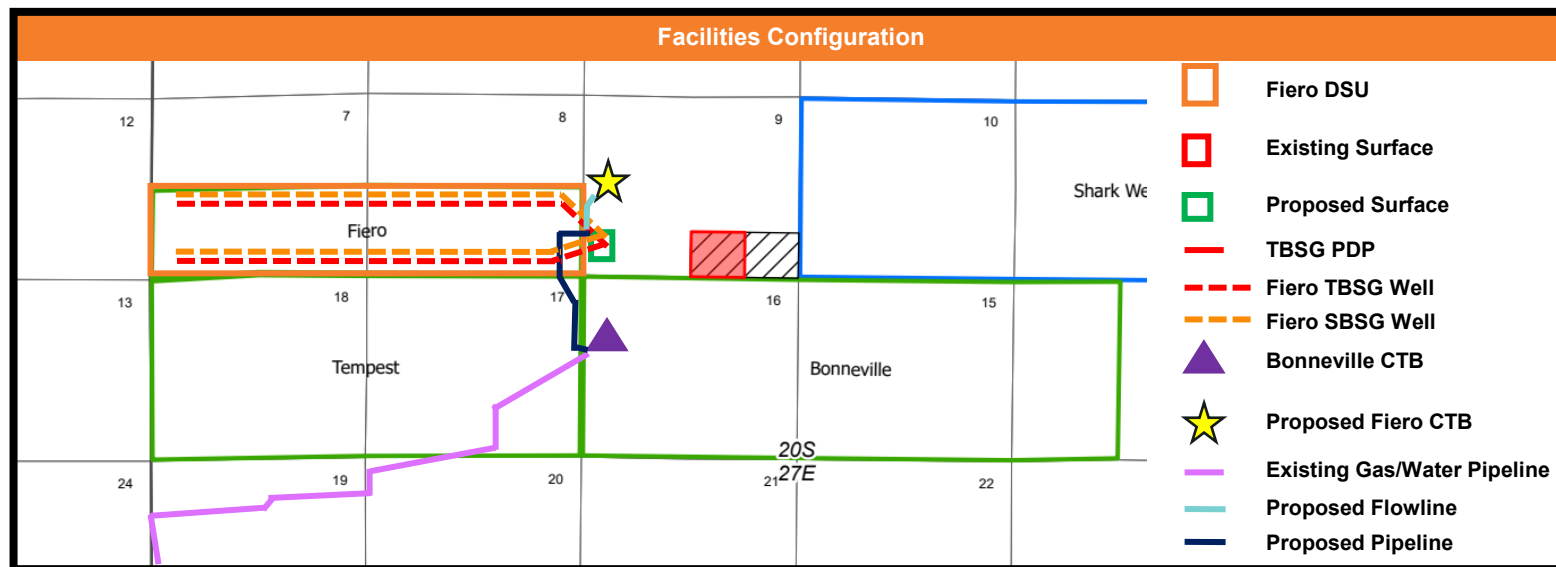 Facilities Configuration
12
7
8
9
10
Fiero
Shark We
13
18
17
16
15
Tempest
Bonneville
20S
27E
24
19
20
21
22
Fiero DSU
Existing Surface
Proposed Surface
TBSG PDP
Fiero TBSG Well
Fiero SBSG Well
Bonneville CTB
Proposed Fiero CTB
Existing Gas/Water Pipeline
Proposed Flowline
Proposed Pipeline